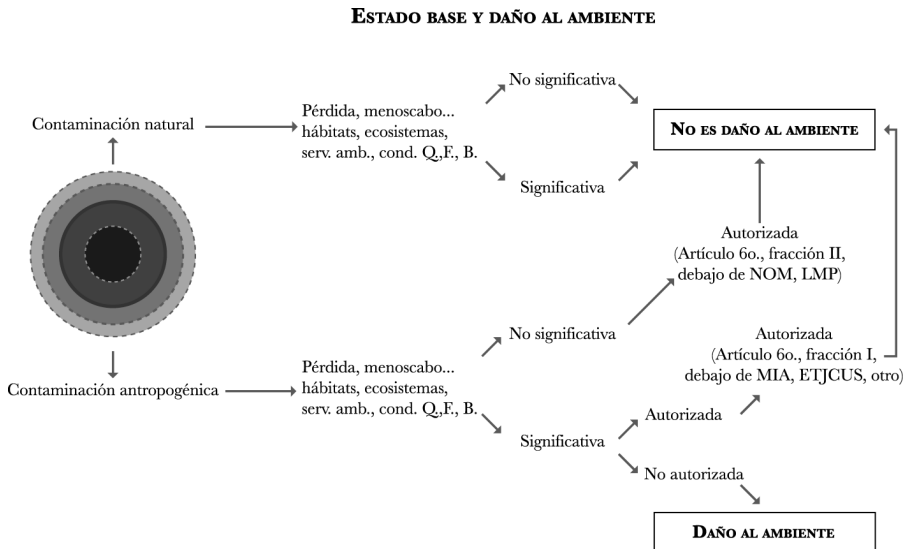 ESTADO BASE Y DAÑO AL AMBIENTE
No significativa
Pérdida, menoscabo...
hábitats, ecosistemas,
serv. amb., cond. Q.,F., B.
Contaminación natural
NO ES DAÑO AL AMBIENTE
Significativa
Autorizada
(Artículo 6o., fracción II,
debajo de NOM, LMP)
No significativa
Autorizada
(Artículo 6o., fracción I,
debajo de MIA, ETJCUS, otro)
Pérdida, menoscabo...
hábitats, ecosistemas,
serv. amb., cond. Q.,F., B.
Contaminación antropogénica
Significativa
Autorizada
No autorizada
DAÑO AL AMBIENTE